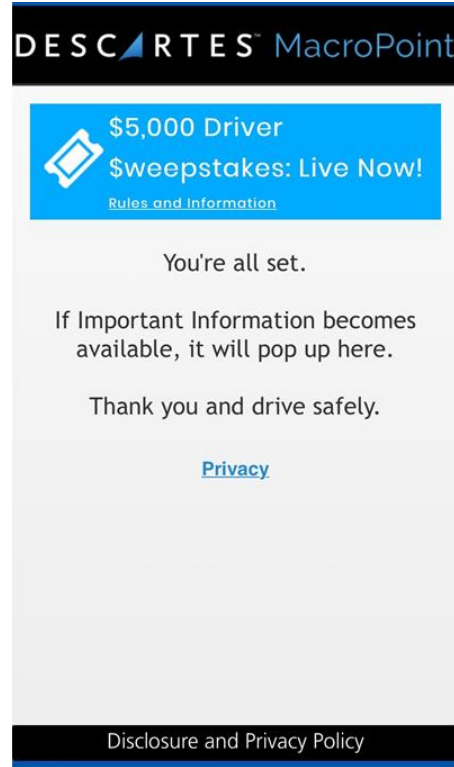 DESCARTES™ MacroPoint
$5,000 Driver
$weepstakes: Live Now!
Rules and Information
You're all set.
If Important Information becomes
available, it will pop up here.
Thank you and drive safely.
Privacy
Disclosure and Privacy Policy